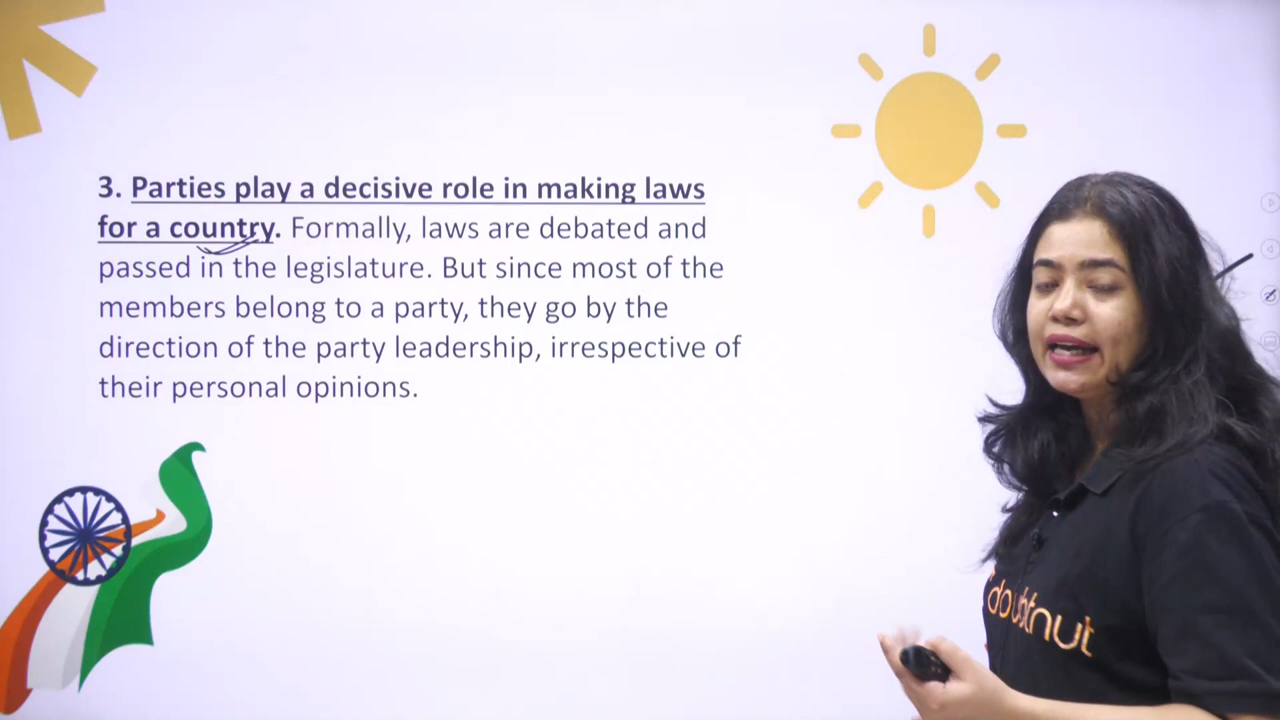 3. Parties play a decisive role in making laws
for a country. Formally, laws are debated and
passed in the legislature. But since most of the
members belong to a party, they go by the
direction of the party leadership, irrespective of
their personal opinions.
doubtnut